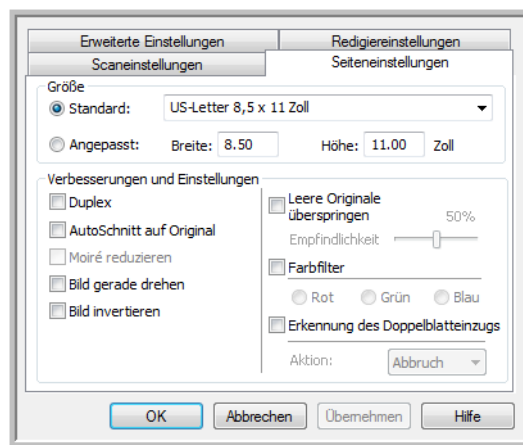 Erweiterte Einstellungen Redigiereinstellungen
Scaneinstellungen Seiteneinstellungen
Größe
Standard: US-Letter 8,5 x 11 Zoll
Angepasst: Breite: 8.50 Höhe: 11.00 Zoll
Verbesserungen und Einstellungen
Duplex
AutoSchnitt auf Original
Moiré reduzieren
Bild gerade drehen
Bild invertieren
Leere Originale
überspringen 50%
Empfindlichkeit
Farbfilter
Rot Grün Blau
Erkennung des Doppelblatteinzugs
Aktion: Abbruch
OK Abbrechen Übernehmen Hilfe